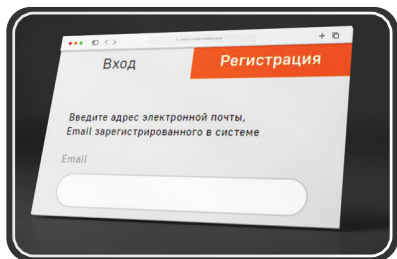 Вход
Регистрация
Введите адрес электронной почты,
Email зарегистрированного в системе
Email